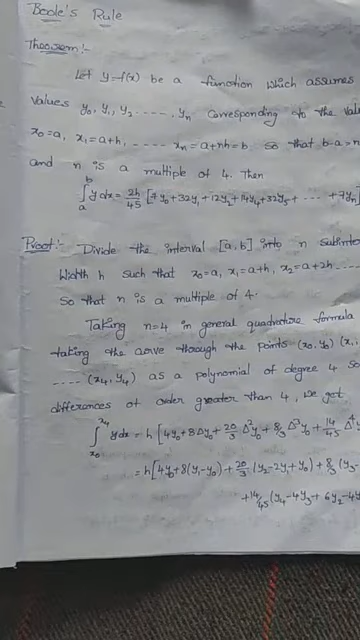 Boole's Rule
Theorem:-
Let y=f(x) be a function which assumes
values y₀, y₁, y₂ ...... yₙ corresponding to the
x₀=a, x₁=a+h, ...... xₙ=a+nh=b, so that b-a=
and n is a multiple of 4. Then
∫ₐᵇ y dx = 2h/45 [7y₀+32y₁+12y₂+14y₄+32y₅+ ... +7yₙ]
Proof:- Divide the interval [a,b] into n
width h such that x₀=a, x₁=a+h, x₂=a+2h ....
so that n is a multiple of 4.
Taking n=4 in general quadrature formula
taking the curve through the points (x₀,y₀) (x₁,
.... (x₄,y₄) as a polynomial of degree 4 so
differences of order greater than 4, we get
∫ₓ₀ˣ⁴ y dx = h [4y₀+8Δy₀+20/3 Δ²y₀+8/3 Δ³y₀+14/45 Δ⁴y
=h[4y₀+8(y₁-y₀)+20/3 (y₂-2y₁+y₀)+8/3 (y₃-
+14/45 (y₄-4y₃+6y₂-4y